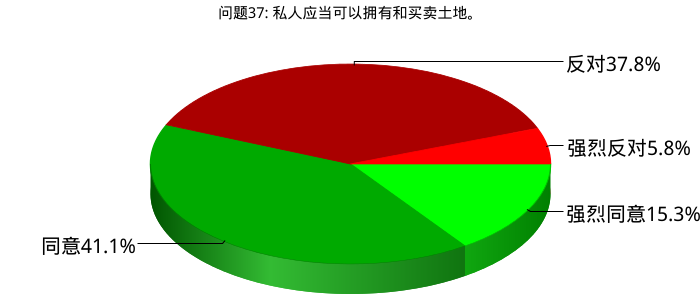 问题37: 私人应当可以拥有和买卖土地。
反对37.8%
强烈反对5.8%
强烈同意15.3%
同意41.1%